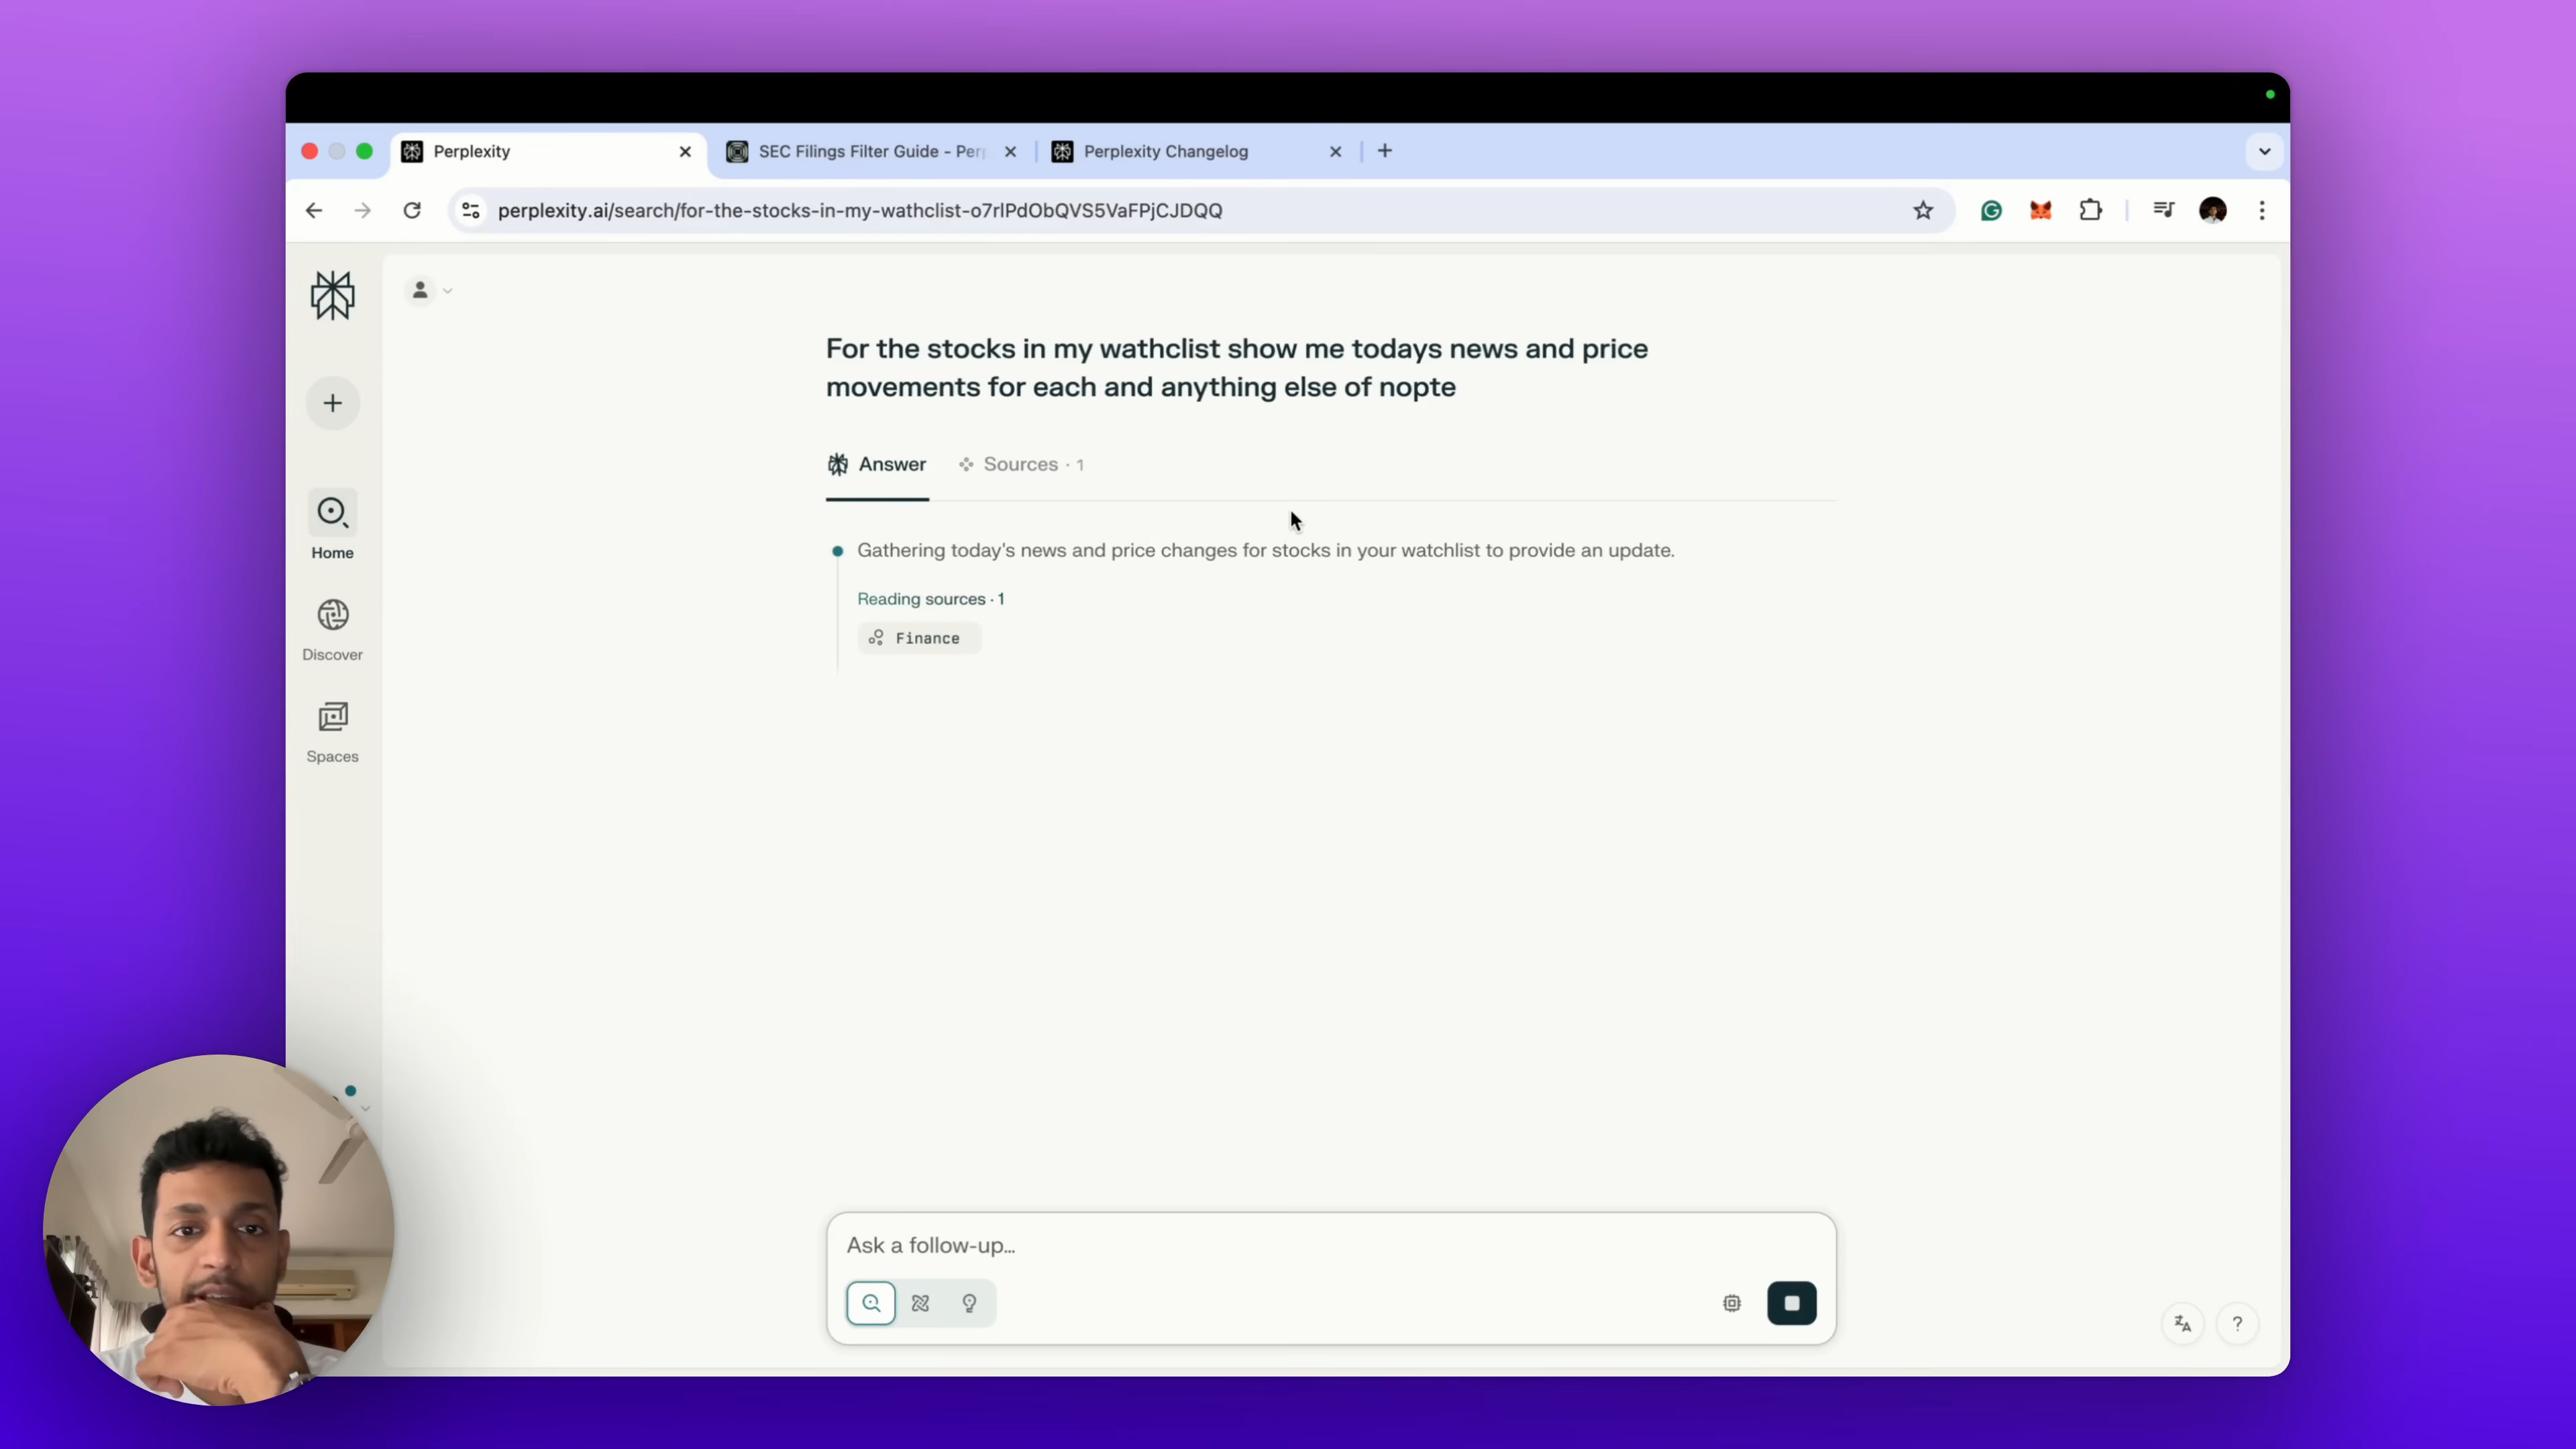 Perplexity
SEC Filings Filter Guide - Per
Perplexity Changelog
perplexity.ai/search/for-the-stocks-in-my-wathclist-o7rlPdObQVS5VaFPjCJDQQ
For the stocks in my wathclist show me todays news and price
movements for each and anything else of nopte
Answer
Sources · 1
Gathering today's news and price changes for stocks in your watchlist to provide an update.
Reading sources · 1
Finance
Home
Discover
Spaces
Ask a follow-up…
?